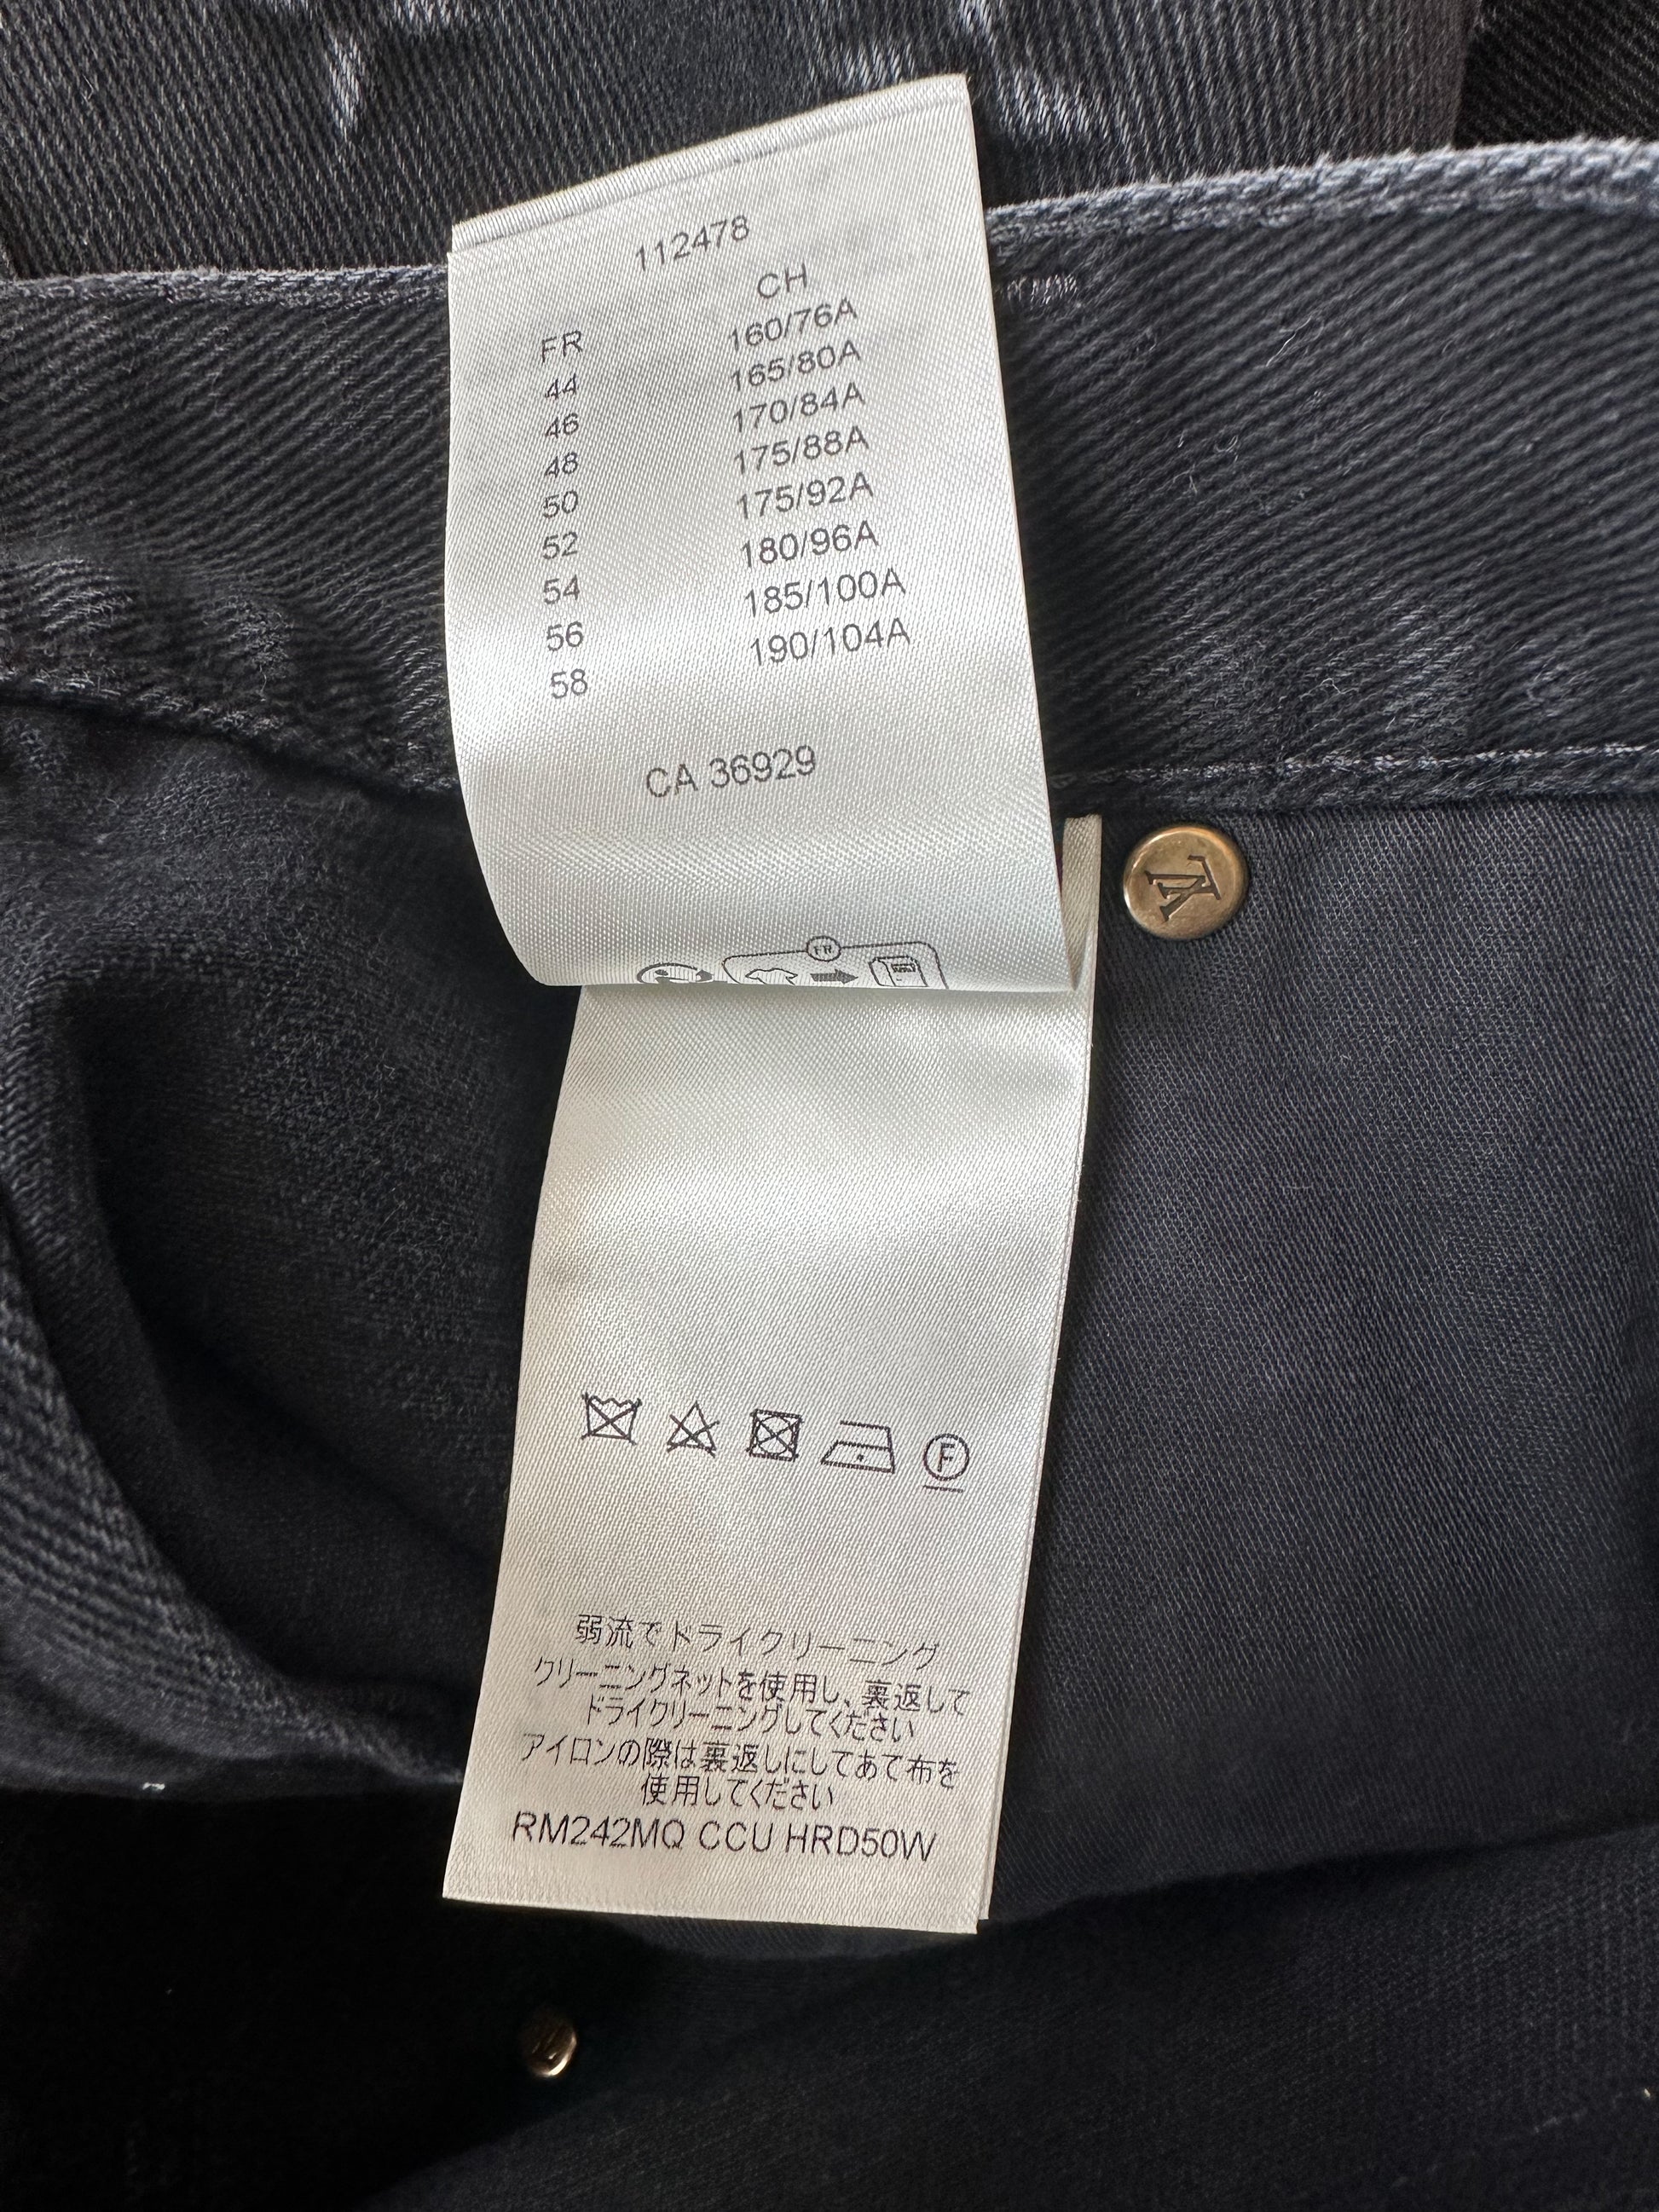 112478
FR CH
44 160/76A
46 165/80A
48 170/84A
50 175/88A
52 175/92A
54 180/96A
56 185/100A
58 190/104A
CA 36929
FR
F
弱流でドライクリーニング
クリーニングネットを使用し、裏返して
ドライクリーニングしてください
アイロンの際は裏返しにしてあて布を
使用してください
RM242MQ CCU HRD50W
LV